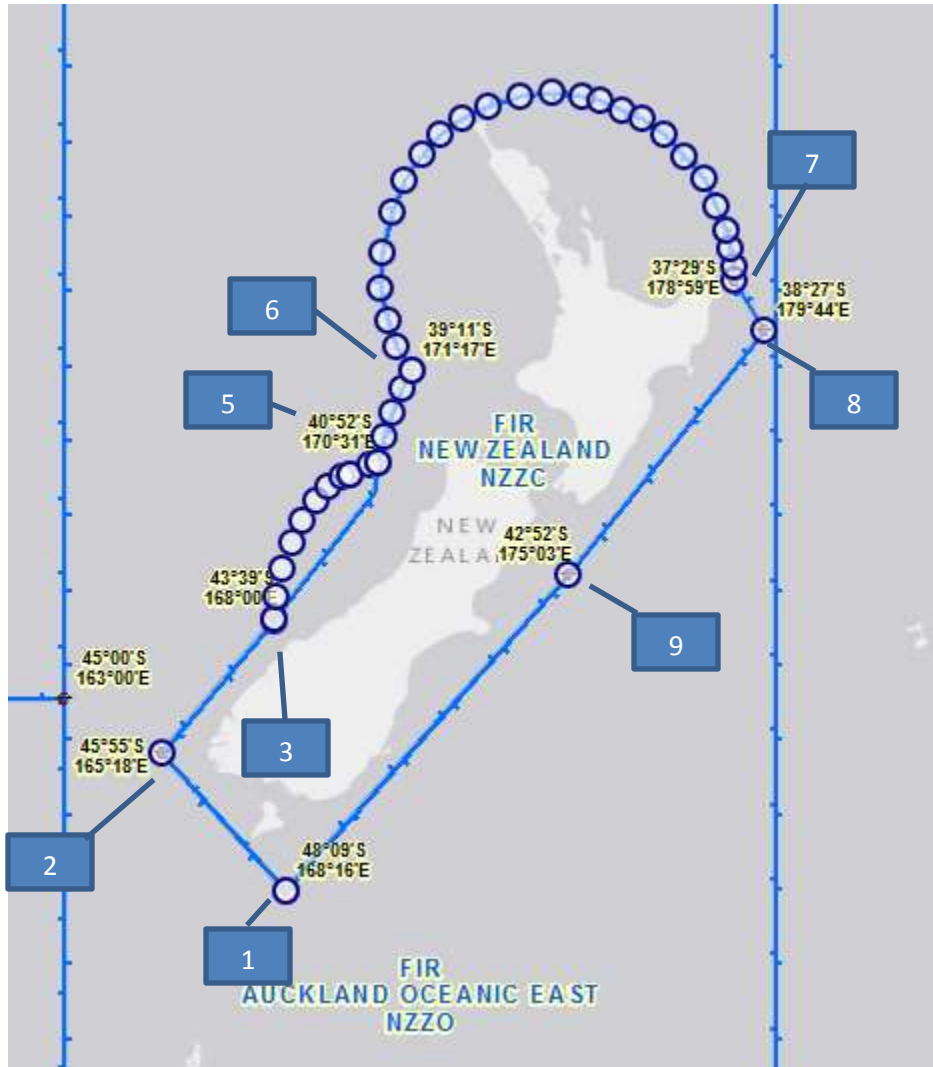 7
37°29'S
178°59'E
38°27'S
179°44'E
6
39°11'S
171°17'E
5
40°52'S
170°31'E
8
FIR
NEW ZEALAND
NZZC
NEW
ZEALA
42°52'S
175°03'E
43°39'S
168°00'E
9
45°00'S
163°00'E
3
45°55'S
165°18'E
2
48°09'S
168°16'E
1
FIR
AUCKLAND OCEANIC EAST
NZZO